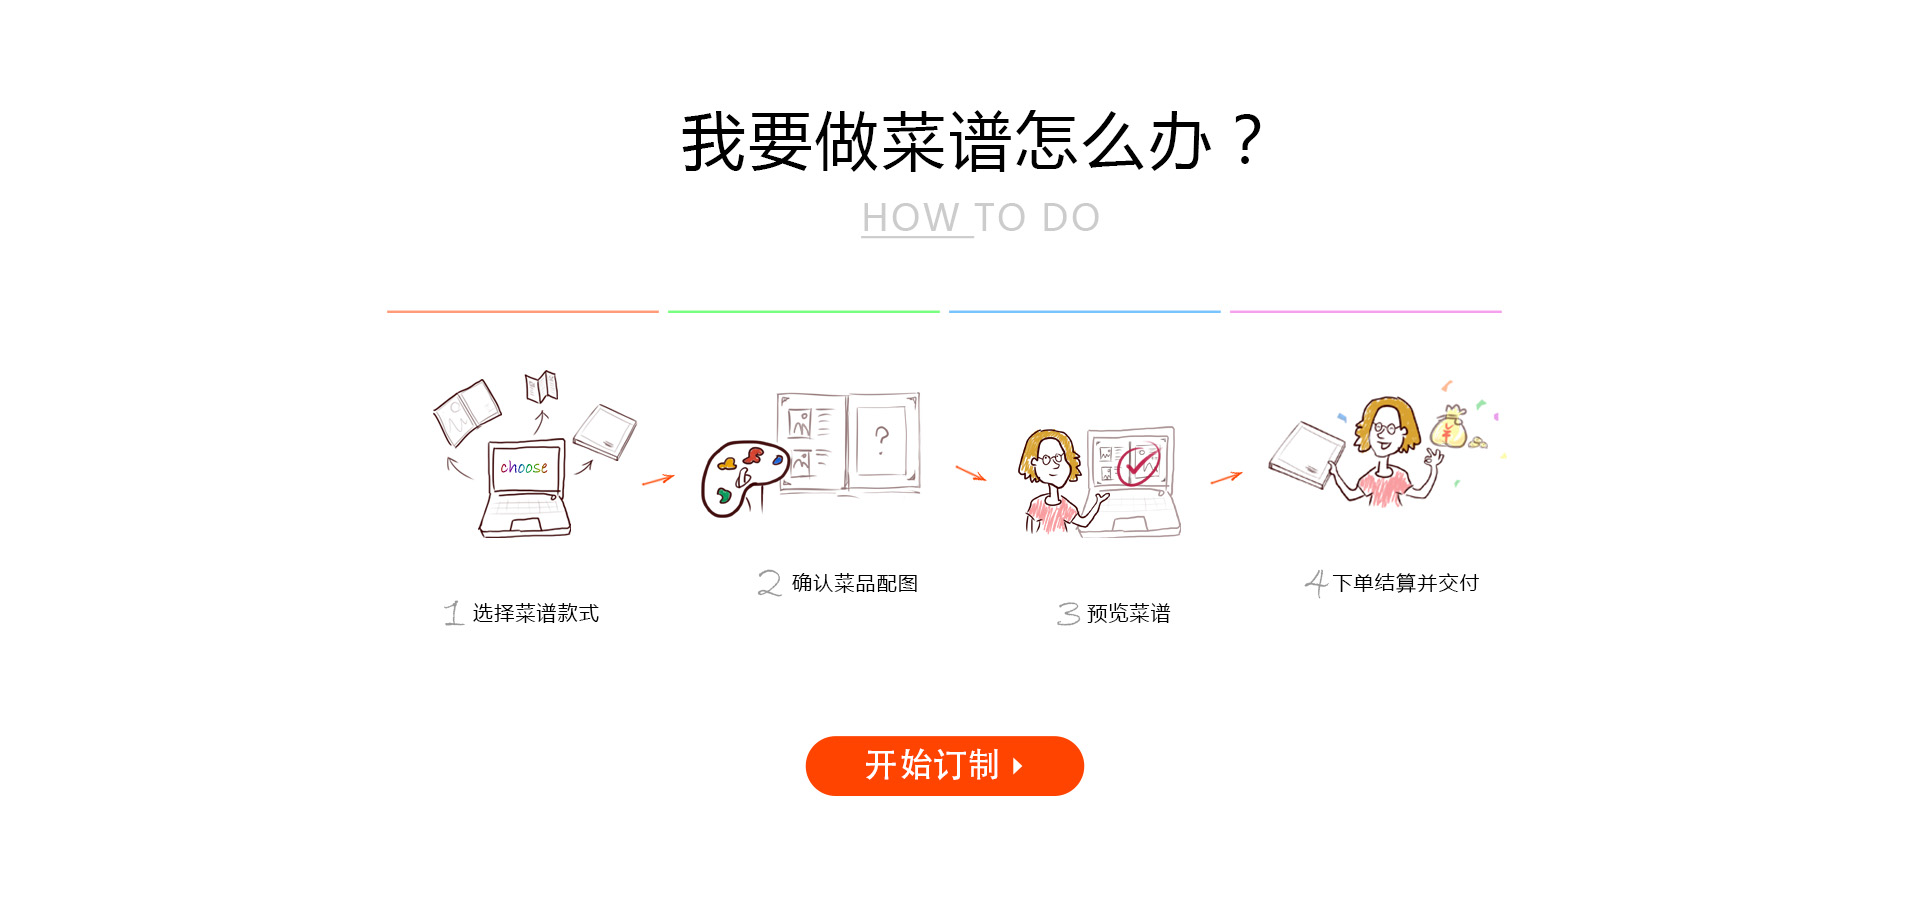 我要做菜谱怎么办？
HOW TO DO
choose
?
¥
1 选择菜谱款式
2 确认菜品配图
3 预览菜谱
4 下单结算并交付
开始订制